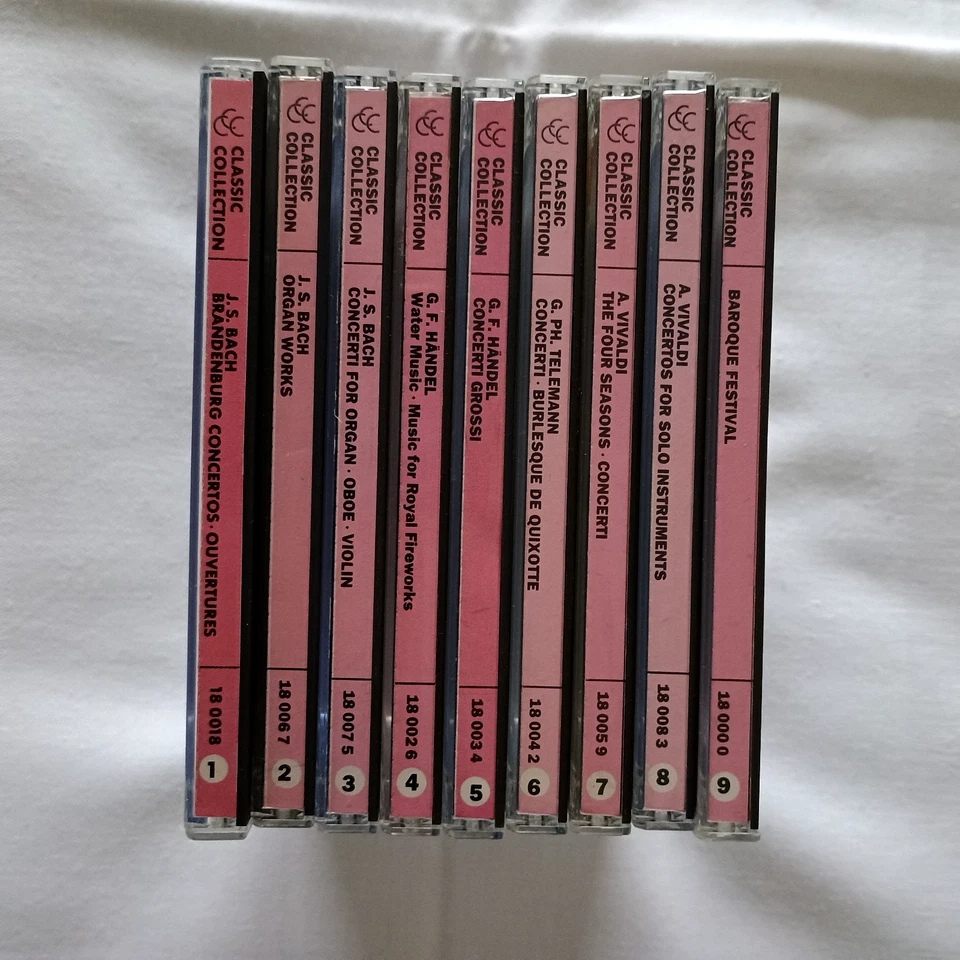 CLASSIC
COLLECTION
J. S. BACH
BRANDENBURG CONCERTOS · OUVERTURES
18 001 8
1
CLASSIC
COLLECTION
J. S. BACH
ORGAN WORKS
18 006 7
2
CLASSIC
COLLECTION
J. S. BACH
CONCERTI FOR ORGAN · OBOE · VIOLIN
18 007 5
3
CLASSIC
COLLECTION
G. F. HÄNDEL
Water Music · Music for Royal Fireworks
18 002 6
4
CLASSIC
COLLECTION
G. F. HÄNDEL
CONCERTI GROSSI
18 003 4
5
CLASSIC
COLLECTION
G. PH. TELEMANN
CONCERTI · BURLESQUE DE QUIXOTTE
18 004 2
6
CLASSIC
COLLECTION
A. VIVALDI
THE FOUR SEASONS · CONCERTI
18 005 9
7
CLASSIC
COLLECTION
A. VIVALDI
CONCERTOS FOR SOLO INSTRUMENTS
18 008 3
8
CLASSIC
COLLECTION
BAROQUE FESTIVAL
18 000 0
9